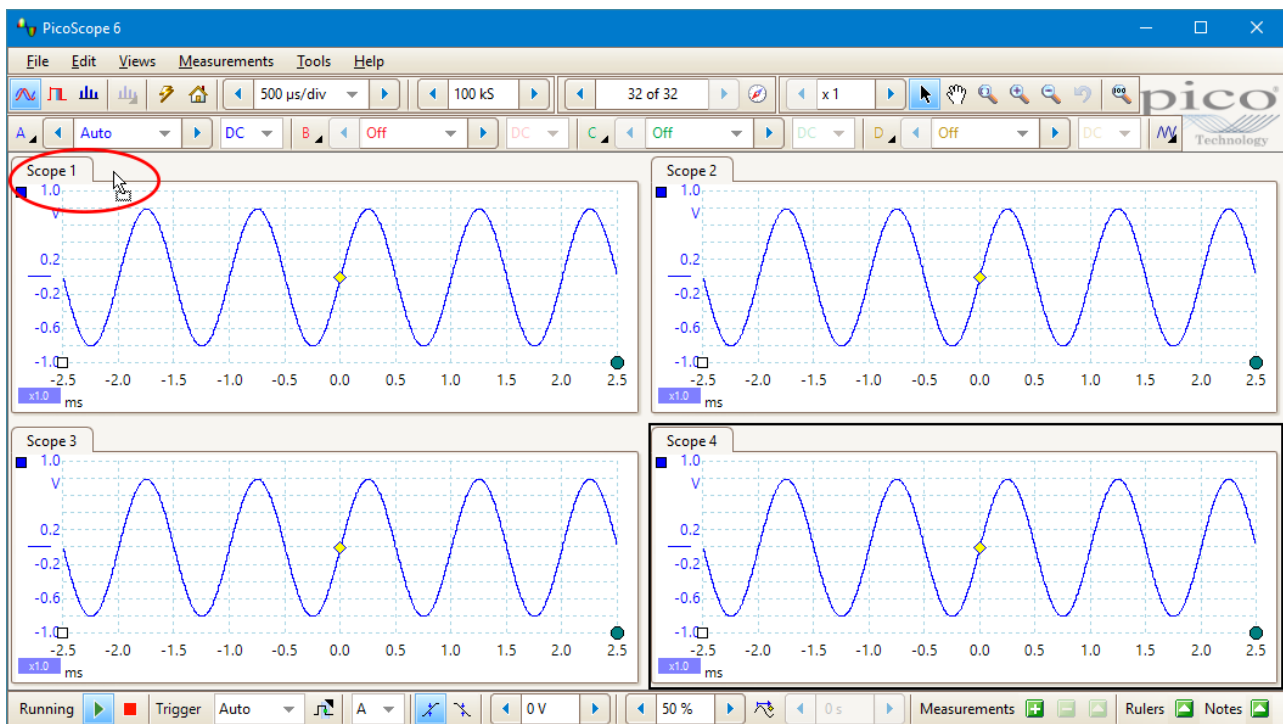 PicoScope 6
File Edit Views Measurements Tools Help
500 µs/div 100 kS 32 of 32 x 1 100
pico
Technology
A Auto DC B Off DC C Off DC D Off DC
Scope 1
1.0
V
0.2
-0.2
-0.6
-1.0
-2.5 -2.0 -1.5 -1.0 -0.5 0.0 0.5 1.0 1.5 2.0 2.5
x1.0 ms
Scope 2
1.0
V
0.2
-0.2
-0.6
-1.0
-2.5 -2.0 -1.5 -1.0 -0.5 0.0 0.5 1.0 1.5 2.0 2.5
x1.0 ms
Scope 3
1.0
V
0.2
-0.2
-0.6
-1.0
-2.5 -2.0 -1.5 -1.0 -0.5 0.0 0.5 1.0 1.5 2.0 2.5
x1.0 ms
Scope 4
1.0
V
0.2
-0.2
-0.6
-1.0
-2.5 -2.0 -1.5 -1.0 -0.5 0.0 0.5 1.0 1.5 2.0 2.5
x1.0 ms
Running Trigger Auto A 0 V 50 % 0 s Measurements Rulers Notes